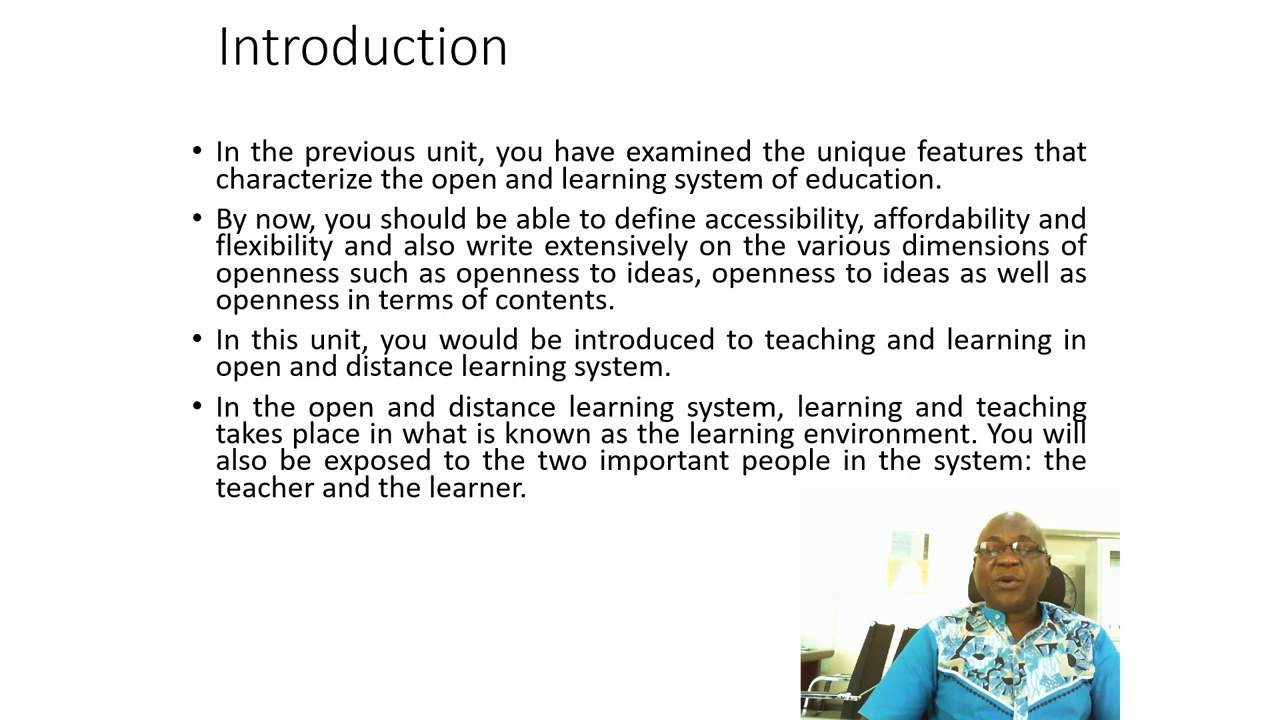 Introduction
• In the previous unit, you have examined the unique features that
characterize the open and learning system of education.
• By now, you should be able to define accessibility, affordability and
flexibility and also write extensively on the various dimensions of
openness such as openness to ideas, openness to ideas as well as
openness in terms of contents.
• In this unit, you would be introduced to teaching and learning in
open and distance learning system.
• In the open and distance learning system, learning and teaching
takes place in what is known as the learning environment. You will
also be exposed to the two important people in the system: the
teacher and the learner.